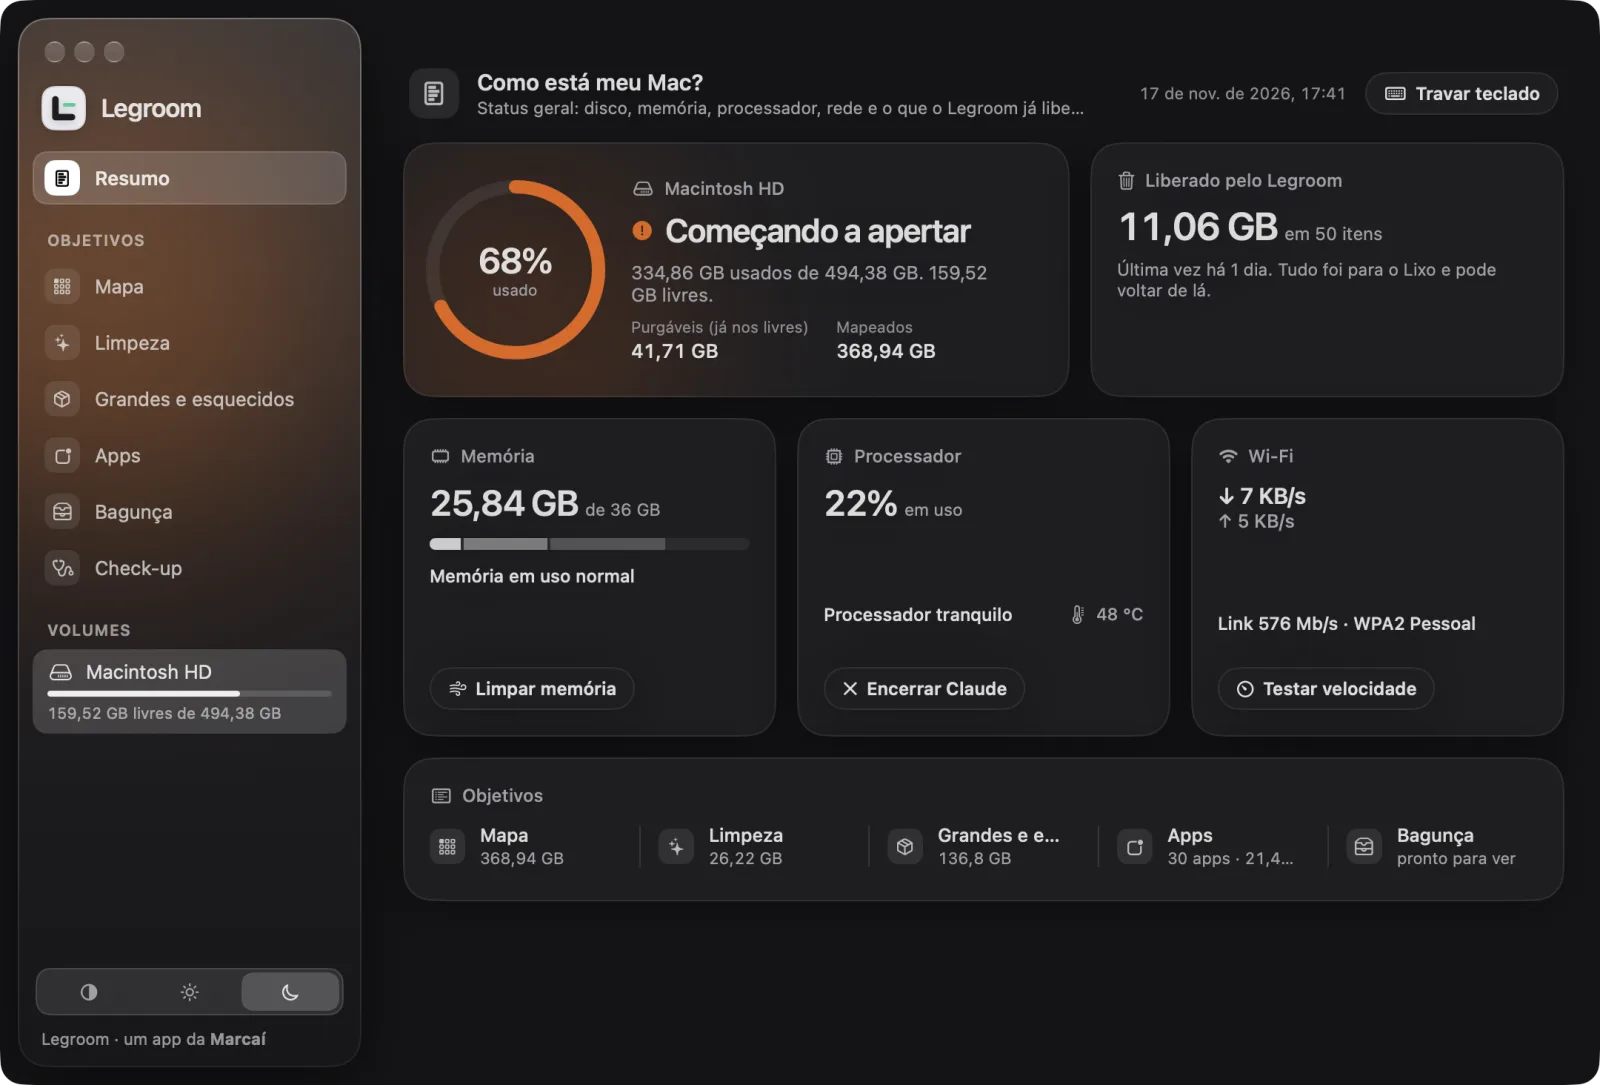 Legroom
Resumo
OBJETIVOS
Mapa
Limpeza
Grandes e esquecidos
Apps
Bagunça
Check-up
VOLUMES
Macintosh HD
159,52 GB livres de 494,38 GB
Legroom · um app da Marcaí
Como está meu Mac?
Status geral: disco, memória, processador, rede e o que o Legroom já libe...
17 de nov. de 2026, 17:41
Travar teclado
68%
usado
Macintosh HD
Começando a apertar
334,86 GB usados de 494,38 GB. 159,52
GB livres.
Purgáveis (já nos livres)
41,71 GB
Mapeados
368,94 GB
Liberado pelo Legroom
11,06 GB em 50 itens
Última vez há 1 dia. Tudo foi para o Lixo e pode
voltar de lá.
Memória
25,84 GB de 36 GB
Memória em uso normal
Limpar memória
Processador
22% em uso
Processador tranquilo
48 °C
Encerrar Claude
Wi-Fi
↓ 7 KB/s
↑ 5 KB/s
Link 576 Mb/s · WPA2 Pessoal
Testar velocidade
Objetivos
Mapa
368,94 GB
Limpeza
26,22 GB
Grandes e e...
136,8 GB
Apps
30 apps · 21,4...
Bagunça
pronto para ver